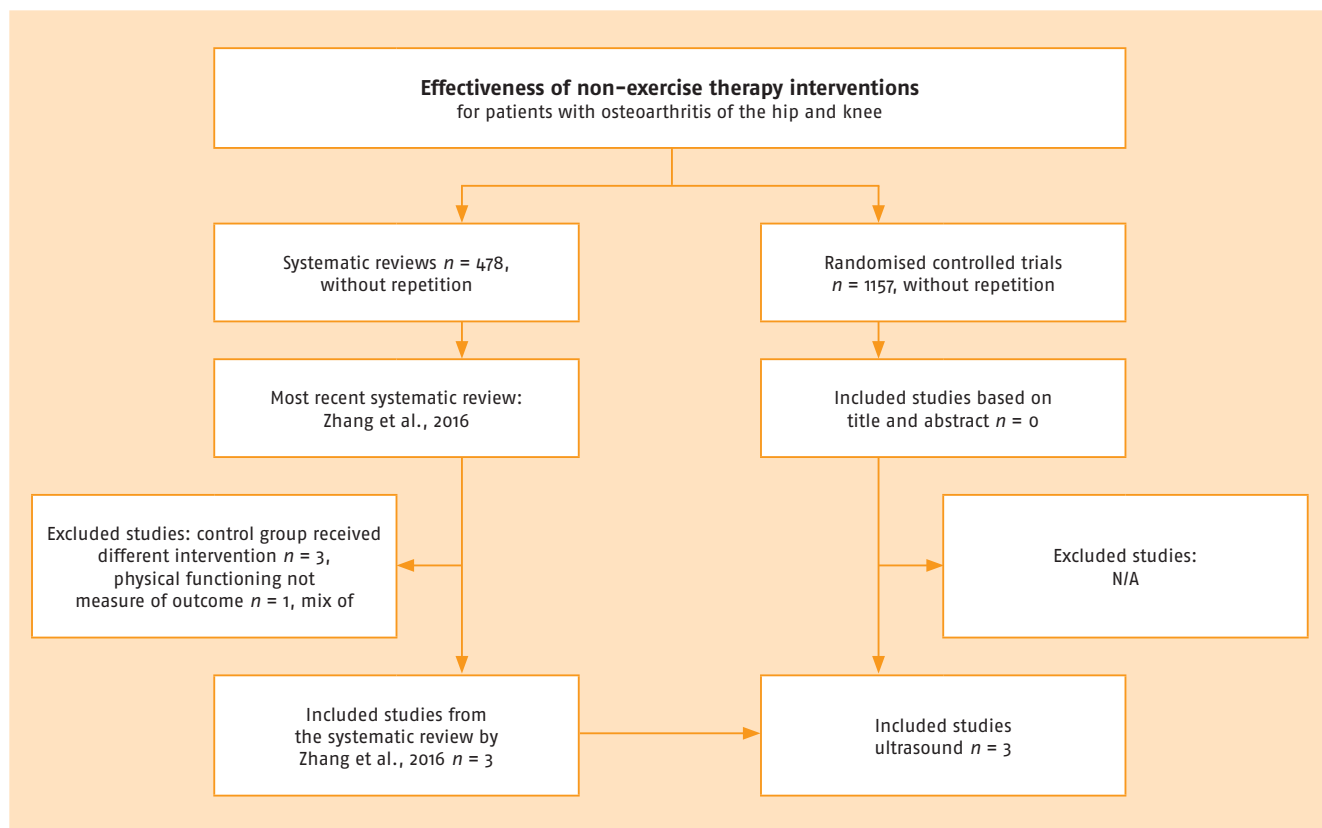 Effectiveness of non-exercise therapy interventions
for patients with osteoarthritis of the hip and knee
Systematic reviews n = 478,
without repetition
Randomised controlled trials
n = 1157, without repetition
Most recent systematic review:
Zhang et al., 2016
Included studies based on
title and abstract n = 0
Excluded studies: control group received
different intervention n = 3,
physical functioning not
measure of outcome n = 1, mix of
Excluded studies:
N/A
Included studies from
the systematic review by
Zhang et al., 2016 n = 3
Included studies
ultrasound n = 3